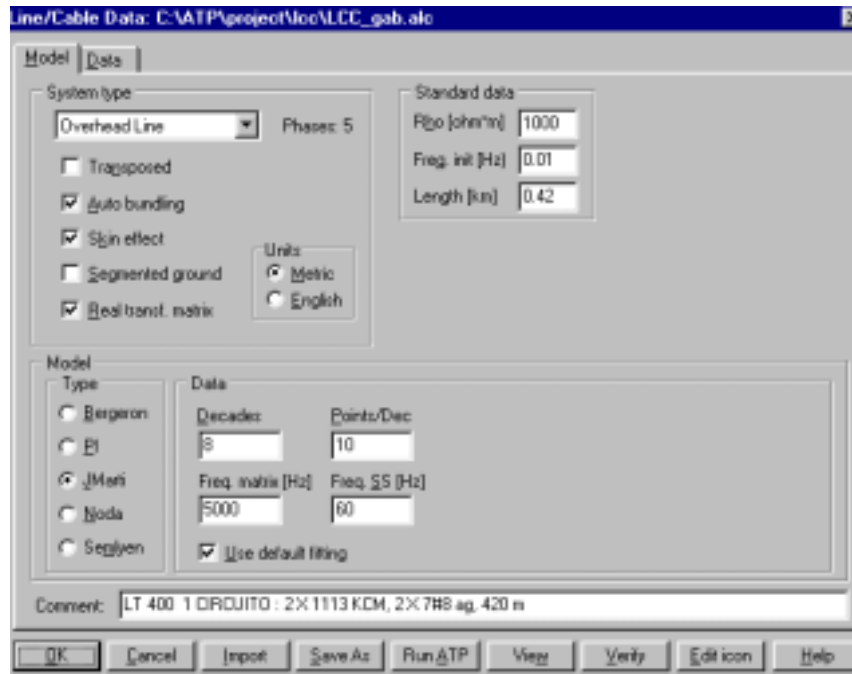 Line/Cable Data: C:\ATP\project\lcc\LCC_gab.alc
Model Data
System type
Overhead Line Phases: 5
Transposed
Auto bundling
Skin effect
Segmented ground
Real transf. matrix
Units
Metric
English
Standard data
Rho [ohm*m] 1000
Freq. init [Hz] 0.01
Length [km] 0.42
Model
Type
Bergeron
PI
JMarti
Noda
Semlyen
Data
Decades Points/Dec
8 10
Freq. matrix [Hz] Freq. SS [Hz]
5000 60
Use default fitting
Comment: LT 400 1 CIRCUITO : 2X1113 KCM, 2X7#8 ag, 420 m
OK Cancel Import Save As Run ATP View Verify Edit icon Help